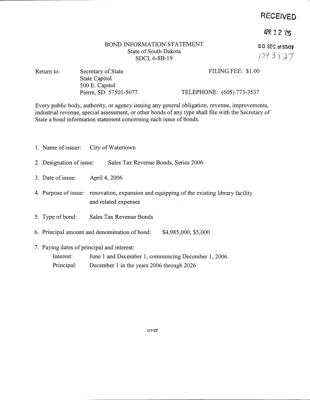 RECEIVED
APR 12 '06
S.D. SEC. of STATE
BOND INFORMATION STATEMENT
State of South Dakota
SDCL 6-8B-19
Return to: Secretary of State FILING FEE: $1.00
State Capitol
500 E. Capitol
Pierre, SD 57501-5077 TELEPHONE: (605) 773-3537
Every public body, authority, or agency issuing any general obligation, revenue, improvements,
industrial revenue, special assessment, or other bonds of any type shall file with the Secretary of
State a bond information statement concerning each issue of bonds.
1. Name of issuer: City of Watertown
2. Designation of issue: Sales Tax Revenue Bonds, Series 2006
3. Date of issue: April 4, 2006
4. Purpose of issue: renovation, expansion and equipping of the existing library facility
and related expenses
5. Type of bond: Sales Tax Revenue Bonds
6. Principal amount and denomination of bond: $4,985,000; $5,000
7. Paying dates of principal and interest:
Interest: June 1 and December 1, commencing December 1, 2006.
Principal: December 1 in the years 2006 through 2026
over